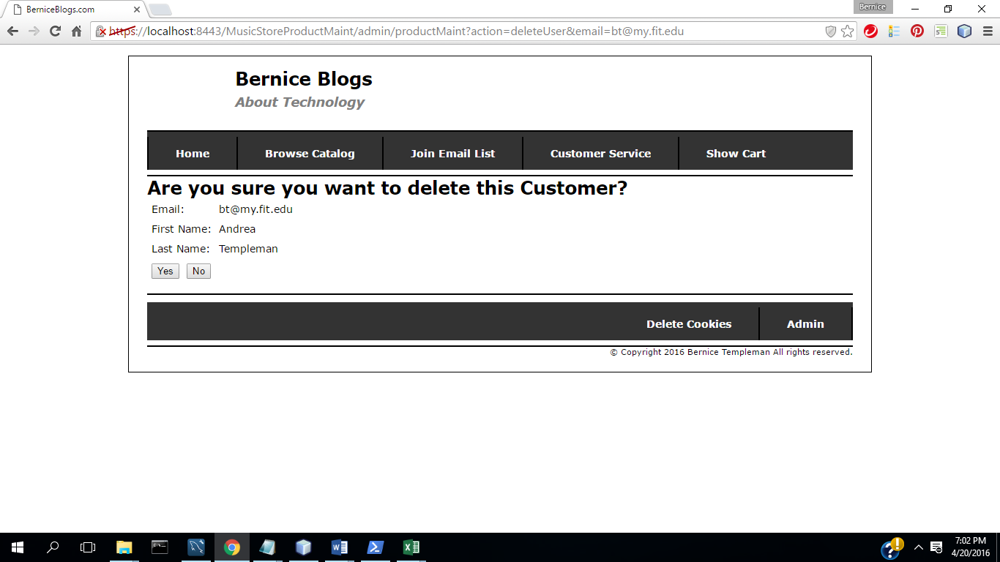 BerniceBlogs.com
Bernice
https://localhost:8443/MusicStoreProductMaint/admin/productMaint?action=deleteUser&email=bt@my.fit.edu
Bernice Blogs
About Technology
Home Browse Catalog Join Email List Customer Service Show Cart
Are you sure you want to delete this Customer?
Email: bt@my.fit.edu
First Name: Andrea
Last Name: Templeman
Yes No
Delete Cookies Admin
© Copyright 2016 Bernice Templeman All rights reserved.
7:02 PM
4/20/2016